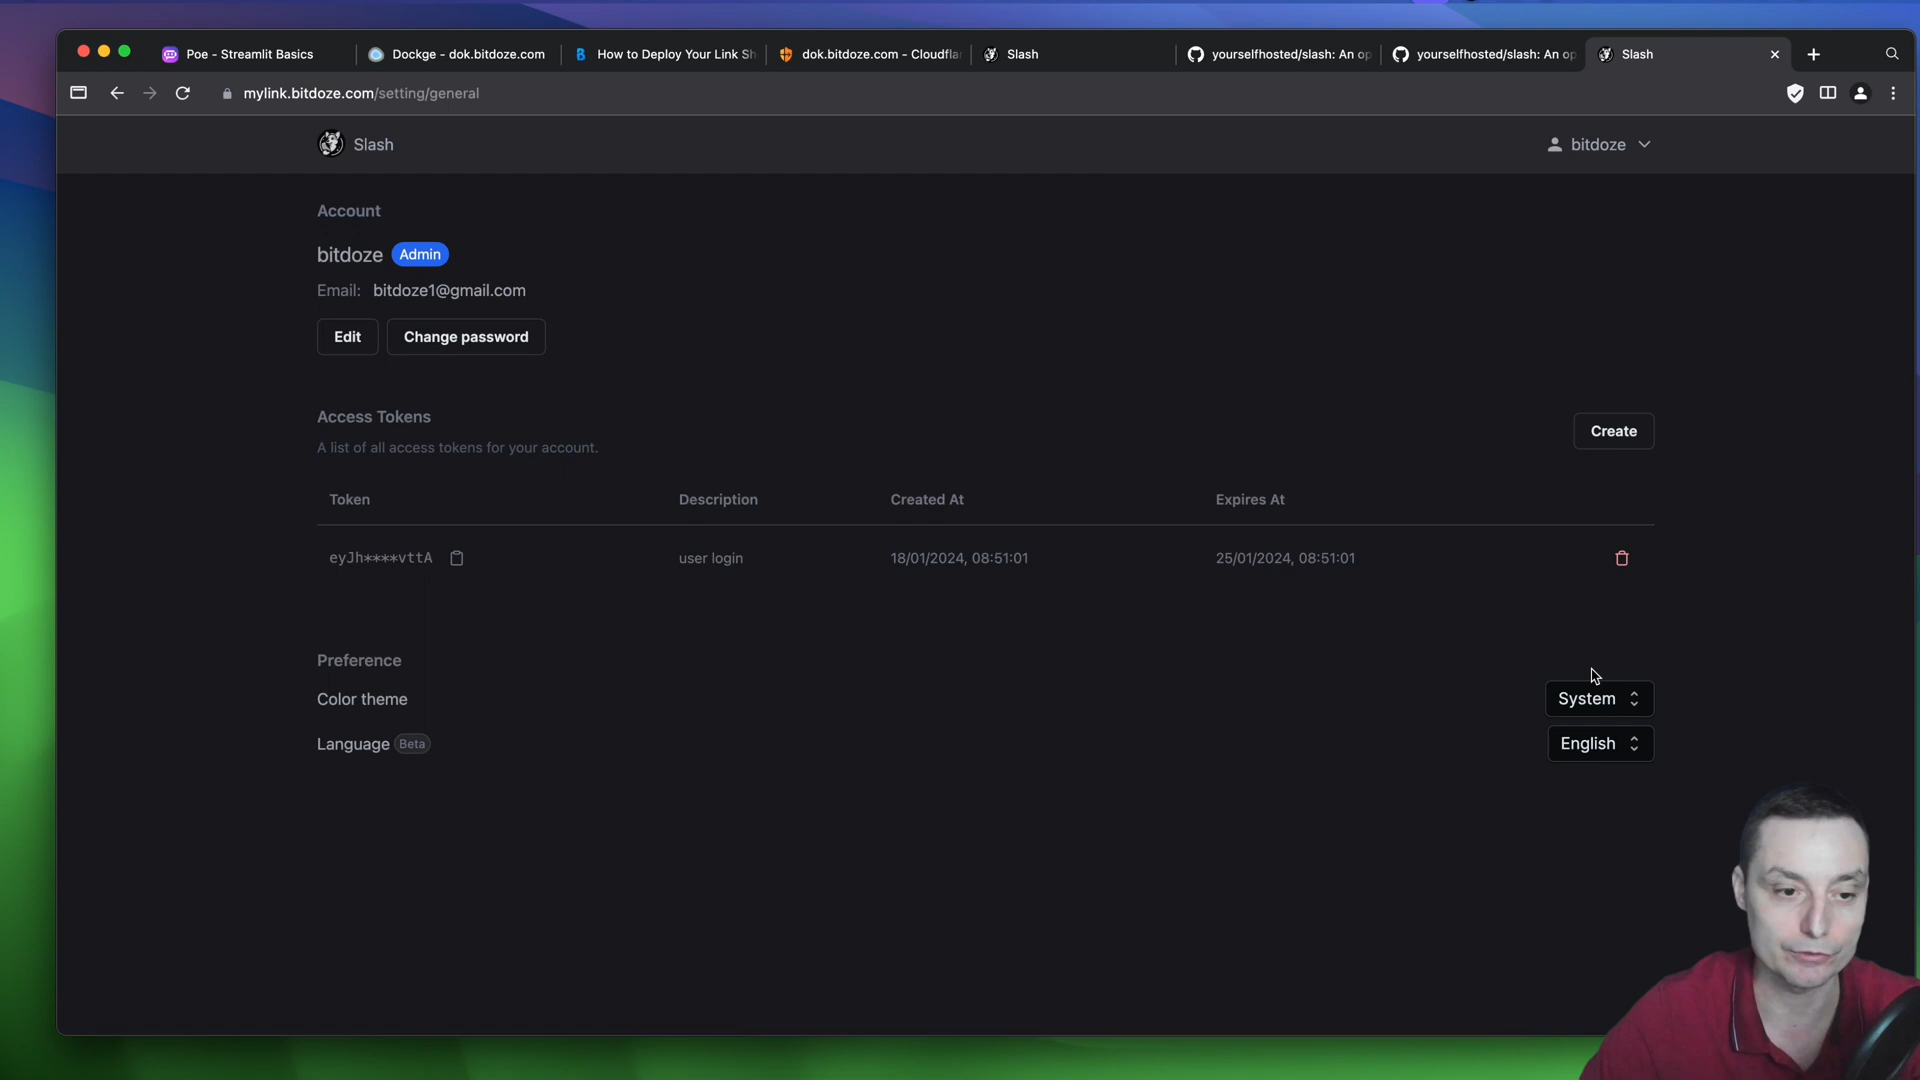 Poe - Streamlit Basics
Dockge - dok.bitdoze.com
How to Deploy Your Link Sh
dok.bitdoze.com - Cloudfla
Slash
yourselfhosted/slash: An op
yourselfhosted/slash: An op
Slash
mylink.bitdoze.com/setting/general
Slash
bitdoze
Account
bitdoze Admin
Email: bitdoze1@gmail.com
Edit
Change password
Access Tokens
A list of all access tokens for your account.
Create
Token Description Created At Expires At
eyJh****vttA user login 18/01/2024, 08:51:01 25/01/2024, 08:51:01
Preference
Color theme System
Language Beta English